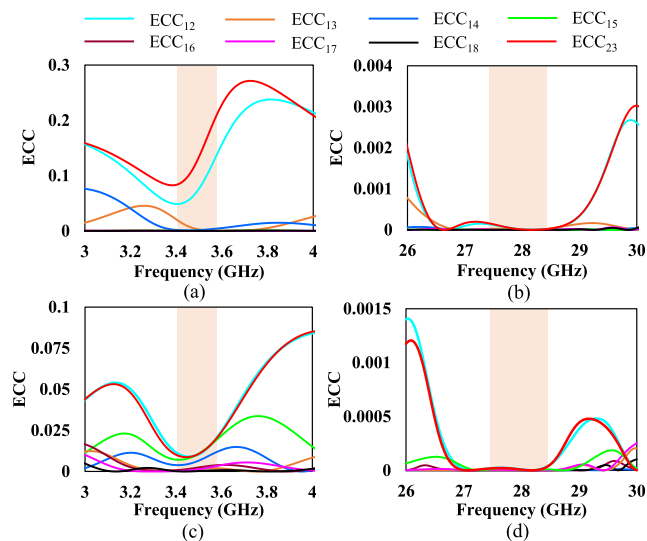 ECC12 ECC13 ECC14 ECC15
ECC16 ECC17 ECC18 ECC23
0.3
0.2
0.1
0
ECC
3 3.2 3.4 3.6 3.8 4
Frequency (GHz)
(a)
0.004
0.003
0.002
0.001
0.000
ECC
26 27 28 29 30
Frequency (GHz)
(b)
0.1
0.075
0.05
0.025
0
ECC
3 3.2 3.4 3.6 3.8 4
Frequency (GHz)
(c)
0.0015
0.001
0.0005
0
ECC
26 27 28 29 30
Frequency (GHz)
(d)